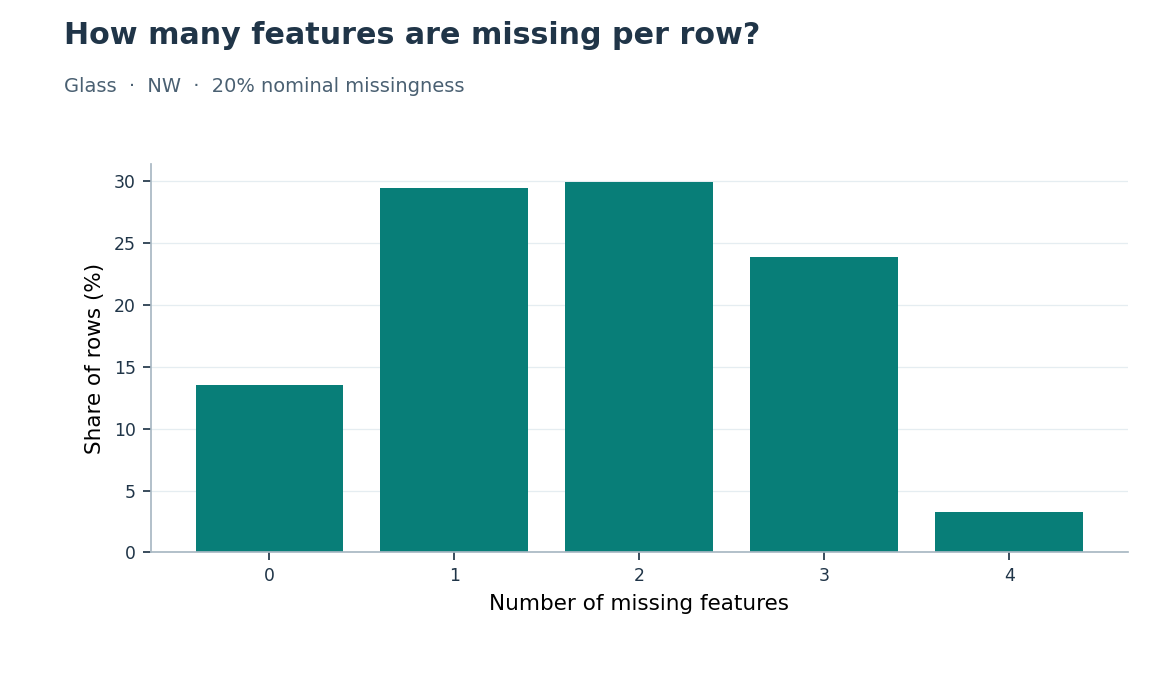 How many features are missing per row?
Glass · NW · 20% nominal missingness
Share of rows (%)
30
25
20
15
10
5
0
0 1 2 3 4
Number of missing features